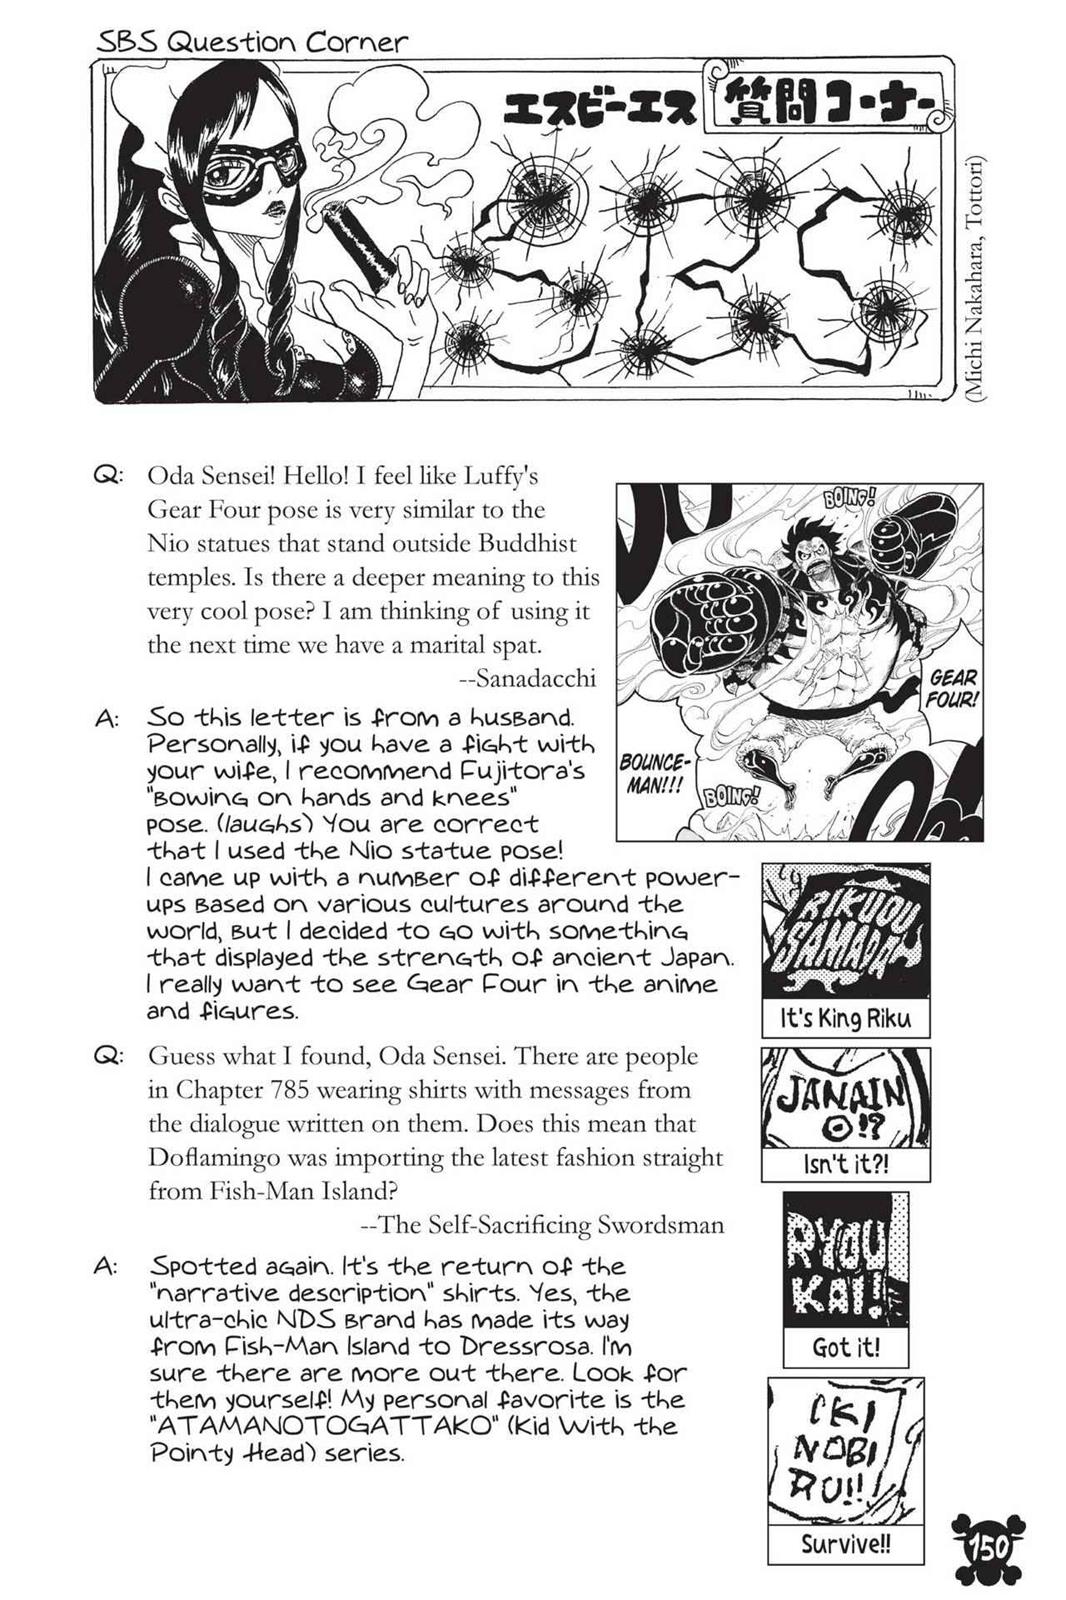 SBS Question Corner
エスビーエス 質問コーナー
(Michi Nakahara, Tottori)
Q: Oda Sensei! Hello! I feel like Luffy's
Gear Four pose is very similar to the
Nio statues that stand outside Buddhist
temples. Is there a deeper meaning to this
very cool pose? I am thinking of using it
the next time we have a marital spat.
--Sanadacchi
BOING!
GEAR
FOUR!
BOUNCE-
MAN!!!
BOING!
A: So this letter is from a husband.
Personally, if you have a fight with
your wife, I recommend Fujitora's
"bowing on hands and knees"
pose. (laughs) You are correct
that I used the Nio statue pose!
I came up with a number of different power-
ups based on various cultures around the
world, but I decided to go with something
that displayed the strength of ancient Japan.
I really want to see Gear Four in the anime
and figures.
Q: Guess what I found, Oda Sensei. There are people
in Chapter 785 wearing shirts with messages from
the dialogue written on them. Does this mean that
Doflamingo was importing the latest fashion straight
from Fish-Man Island?
--The Self-Sacrificing Swordsman
A: Spotted again. It's the return of the
"narrative description" shirts. Yes, the
ultra-chic NDS brand has made its way
from Fish-Man Island to Dressrosa. I'm
sure there are more out there. Look for
them yourself! My personal favorite is the
"ATAMANOTOGATTAKO" (Kid With the
Pointy Head) series.
RIKUOU
SAMADA
It's King Riku
JANAIN
O!?
Isn't it?!
RYOU
KAI!
Got it!
IKI
NOBI
RU!!
Survive!!
150